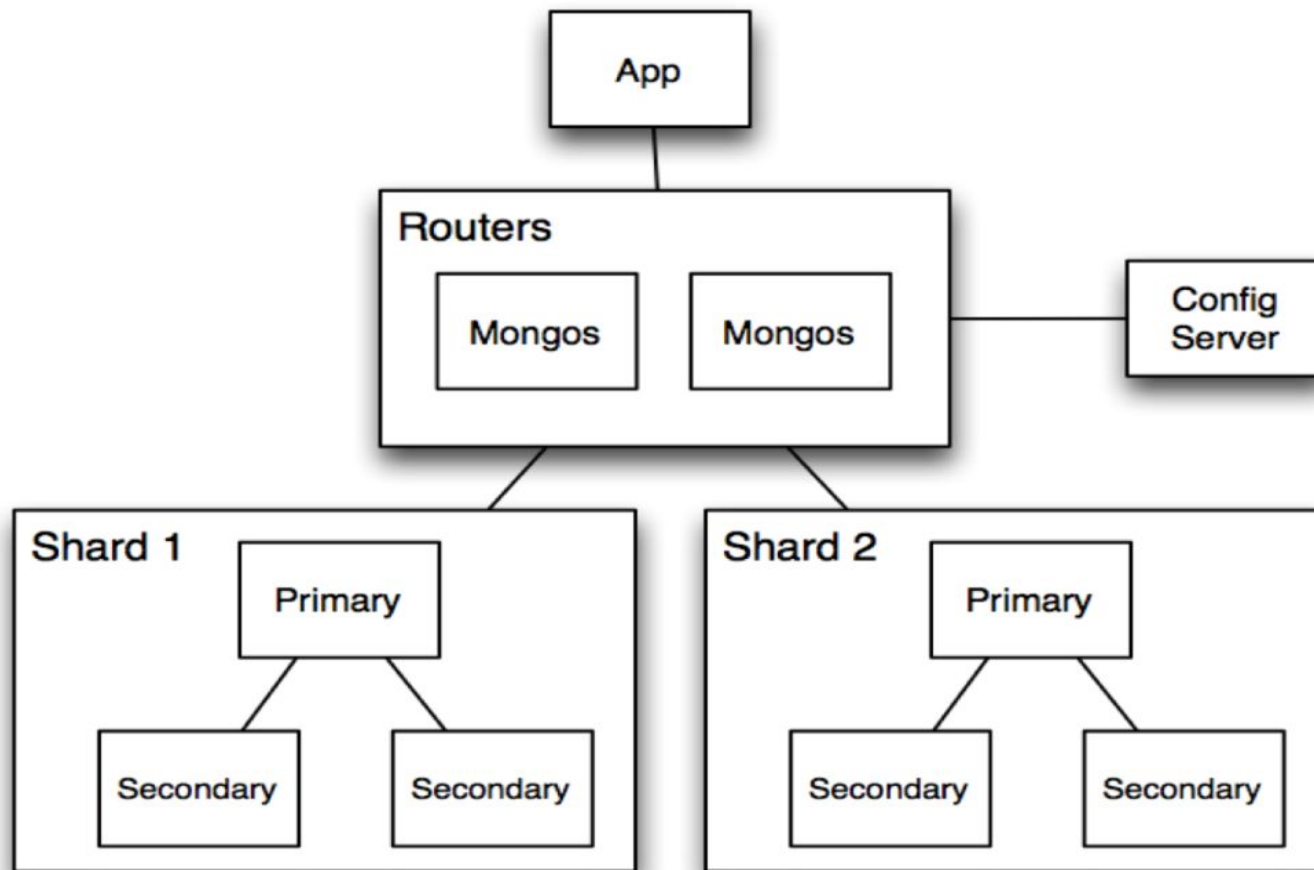 App
Routers
Mongos
Mongos
Config
Server
Shard 1
Primary
Secondary
Secondary
Shard 2
Primary
Secondary
Secondary